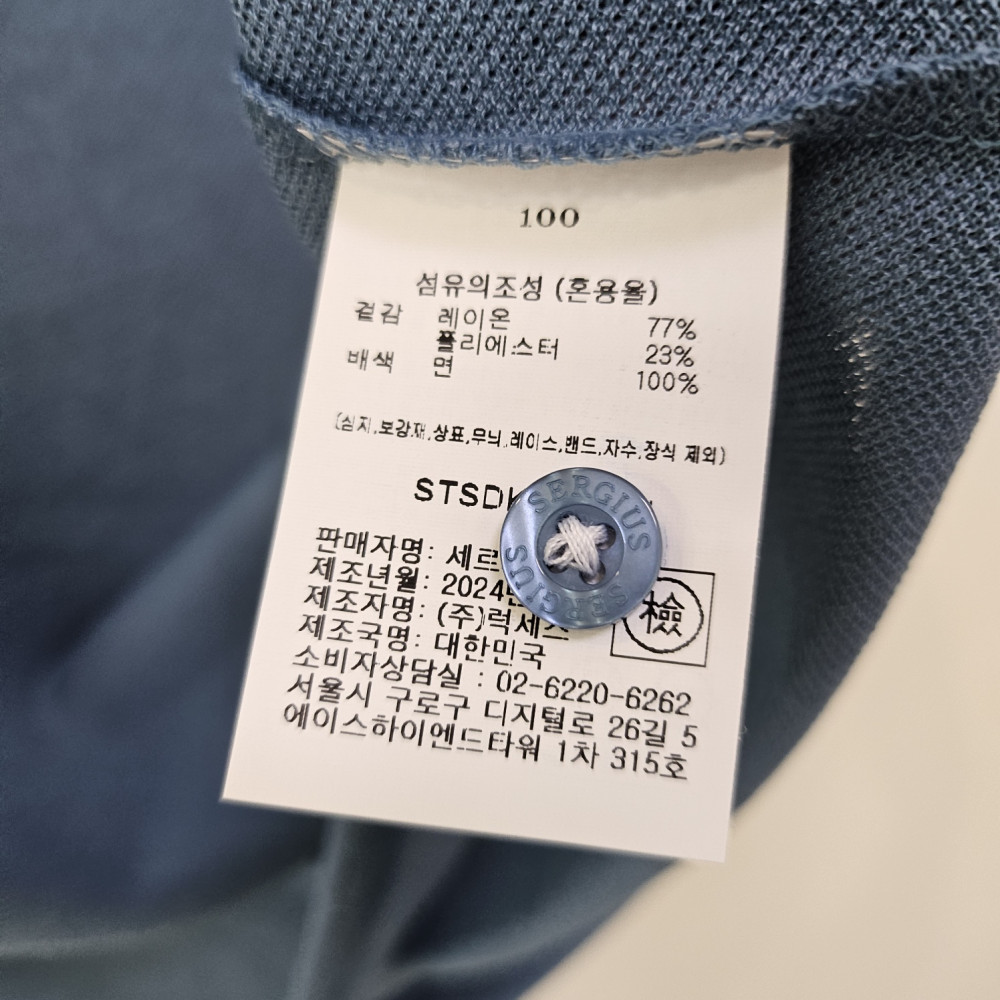 100
섬유의조성 (혼용율)
겉감 레이온 77%
폴리에스터 23%
배색 면 100%
(심지,보강재,상표,무늬,레이스,밴드,자수,장식 제외)
STSD
SERGIUS
SERGIUS
판매자명: 세르
제조년월: 2024
제조자명: (주)럭세스
제조국명: 대한민국
檢
소비자상담실 : 02-6220-6262
서울시 구로구 디지털로 26길 5
에이스하이엔드타워 1차 315호